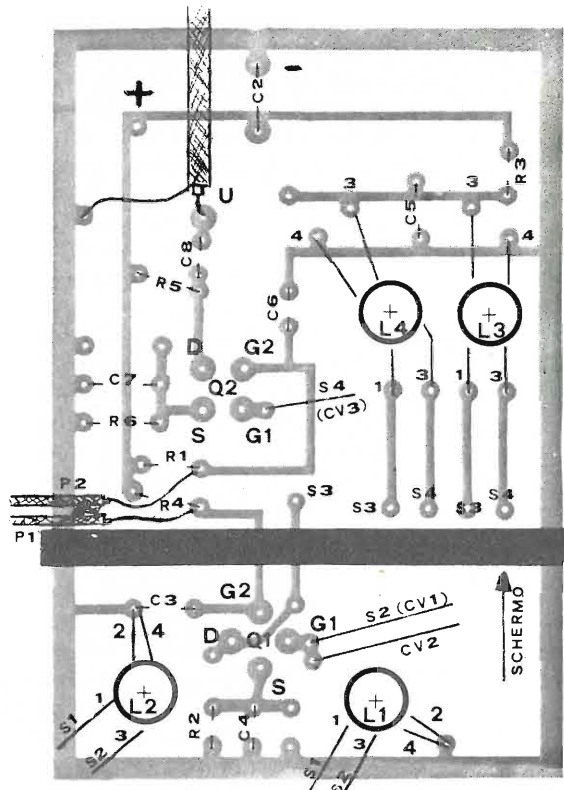 -
+
C2
R3
3
3
U
C5
4
4
C8
R5
C6
L4
L3
D
G2
Q2
C7
S4
(CV3)
1
3
1
3
S
G1
R6
R1
P2
R4
S3
S3
S4
S3
S4
P1
C3
G2
G1
S2 (CV1)
2
4
D
Q1
CV2
SCHERMO
S
1
L2
L1
2
S1
3
R2
C4
1
4
S2
3
S1
S2